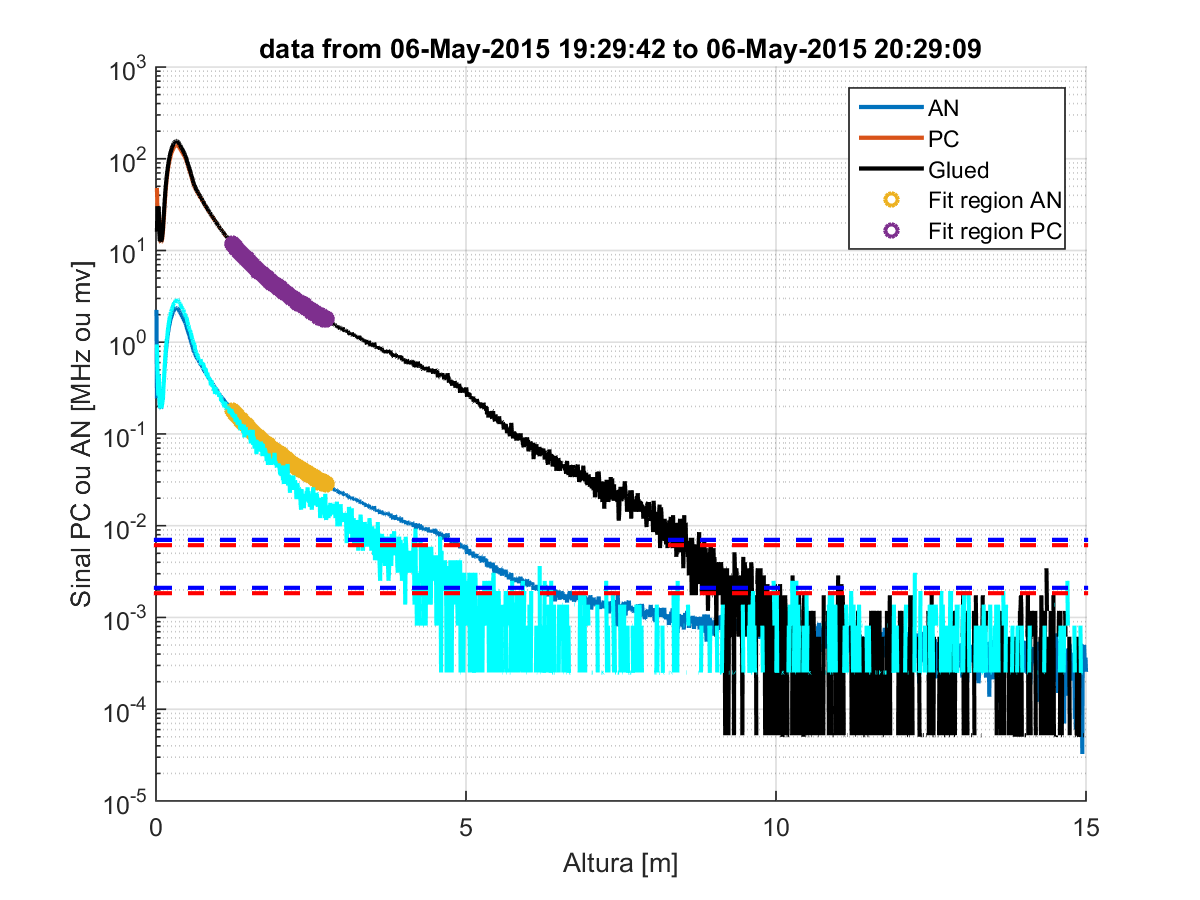 data from 06-May-2015 19:29:42 to 06-May-2015 20:29:09
Sinal PC ou AN [MHz ou mv]
10^3
10^2
10^1
10^0
10^-1
10^-2
10^-3
10^-4
10^-5
AN
PC
Glued
Fit region AN
Fit region PC
0 5 10 15
Altura [m]